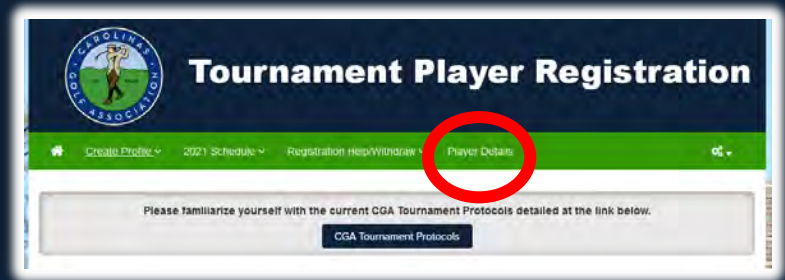 CAROLINAS
GOLF ASSOCIATION
Tournament Player Registration
Create Profile
2021 Schedule
Registration Help/Withdraw
Player Details
Please familiarize yourself with the current CGA Tournament Protocols detailed at the link below.
CGA Tournament Protocols